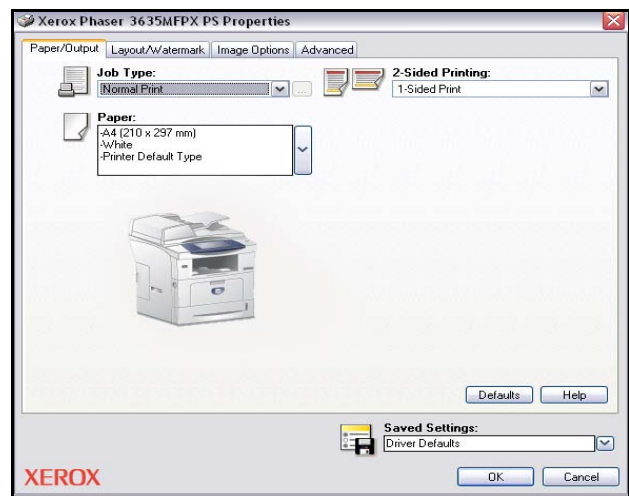 Xerox Phaser 3635MFPX PS Properties
Paper/Output Layout/Watermark Image Options Advanced
Job Type:
Normal Print
...
2-Sided Printing:
1-Sided Print
Paper:
-A4 (210 x 297 mm)
-White
-Printer Default Type
Defaults Help
Saved Settings:
Driver Defaults
XEROX
OK Cancel